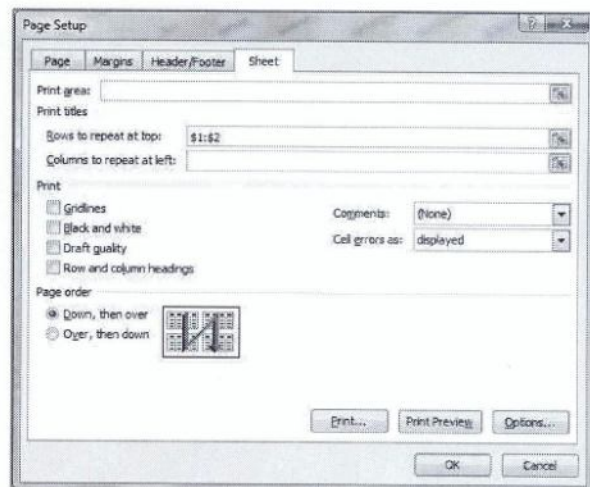 Page Setup
Page Margins Header/Footer Sheet
Print area:
Print titles
Rows to repeat at top: $1:$2
Columns to repeat at left:
Print
Gridlines
Black and white
Draft quality
Row and column headings
Comments: (None)
Cell errors as: displayed
Page order
Down, then over
Over, then down
Print... Print Preview Options...
OK Cancel